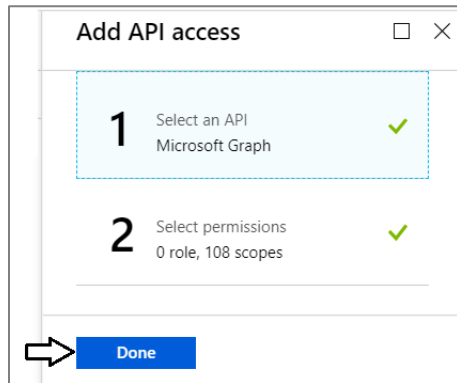 Add API access
1
Select an API
Microsoft Graph
2
Select permissions
0 role, 108 scopes
Done